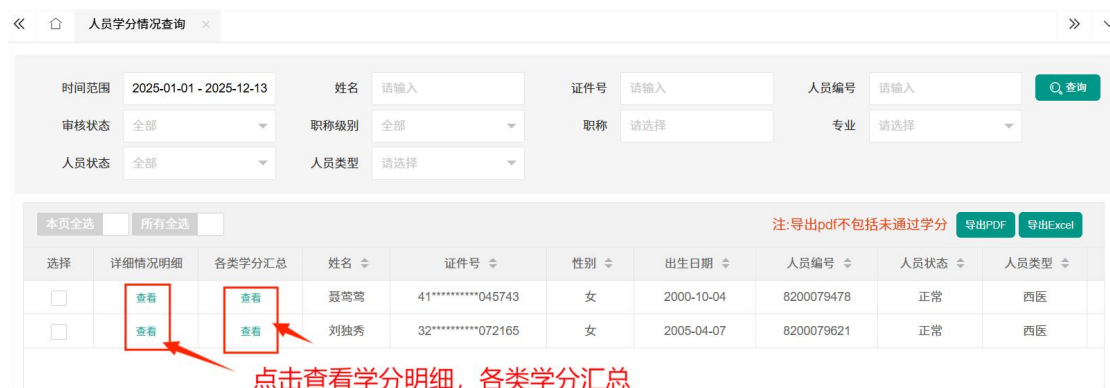 人员学分情况查询
时间范围 2025-01-01 - 2025-12-13 姓名 请输入 证件号 请输入 人员编号 请输入 查询
审核状态 全部 职称级别 全部 职称 请选择 专业 请选择
人员状态 全部 人员类型 请选择
本页全选 所有全选 注:导出pdf不包括未通过学分 导出PDF 导出Excel
选择 详细情况明细 各类学分汇总 姓名 证件号 性别 出生日期 人员编号 人员状态 人员类型
查看 查看 聂莺莺 41**********045743 女 2000-10-04 8200079478 正常 西医
查看 查看 刘独秀 32**********072165 女 2005-04-07 8200079621 正常 西医
点击查看学分明细，各类学分汇总